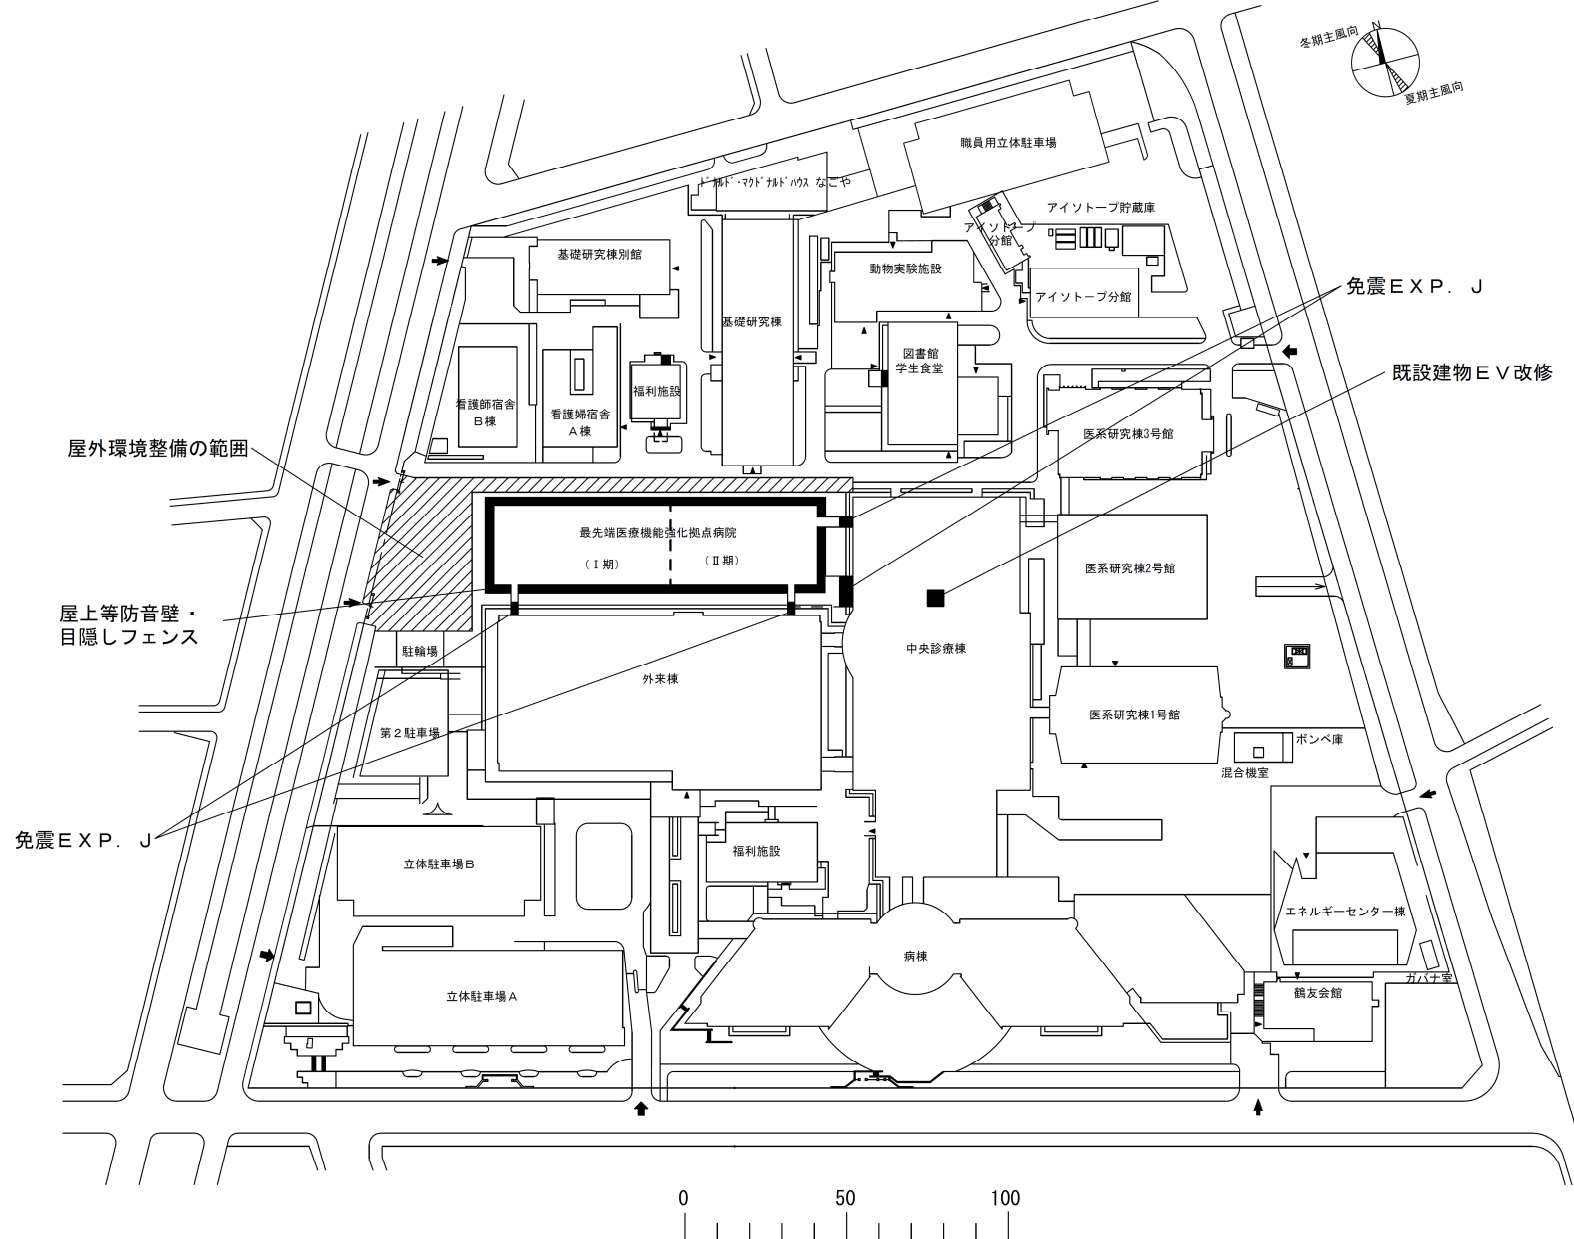 冬期主風向
N
夏期主風向
職員用立体駐車場
ﾄﾞﾅﾙﾄﾞ・ﾏｸﾄﾞﾅﾙﾄﾞﾊｳｽ なごや
アイソトープ貯蔵庫
アイソトープ
分館
基礎研究棟別館
動物実験施設
アイソトープ分館
免震ＥＸＰ．Ｊ
基礎研究棟
図書館
学生食堂
既設建物ＥＶ改修
福利施設
看護師宿舎
Ｂ棟
看護婦宿舎
Ａ棟
医系研究棟3号館
屋外環境整備の範囲
最先端医療機能強化拠点病院
（Ⅰ期）
（Ⅱ期）
医系研究棟2号館
屋上等防音壁・
目隠しフェンス
駐輪場
外来棟
中央診療棟
医系研究棟1号館
第２駐車場
ボンベ庫
混合機室
免震ＥＸＰ．Ｊ
立体駐車場Ｂ
福利施設
エネルギーセンター棟
病棟
ガバナ室
立体駐車場Ａ
鶴友会館
0
50
100